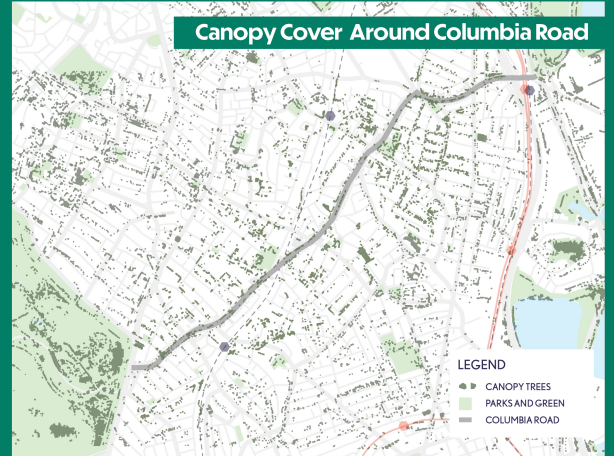 Canopy Cover Around Columbia Road
LEGEND
CANOPY TREES
PARKS AND GREEN
COLUMBIA ROAD